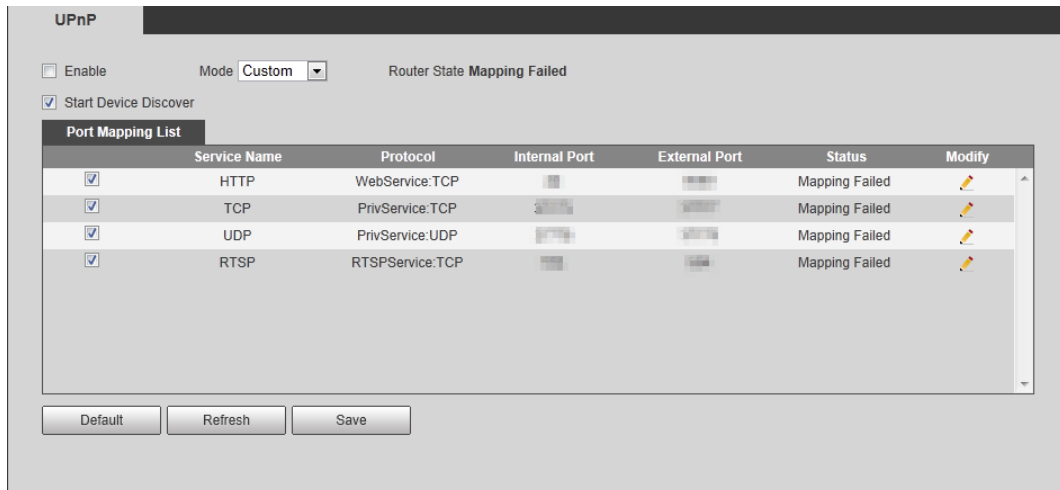 UPnP
Enable Mode Custom Router State Mapping Failed
Start Device Discover
Port Mapping List
Service Name Protocol Internal Port External Port Status Modify
HTTP WebService:TCP Mapping Failed
TCP PrivService:TCP Mapping Failed
UDP PrivService:UDP Mapping Failed
RTSP RTSPService:TCP Mapping Failed
Default Refresh Save